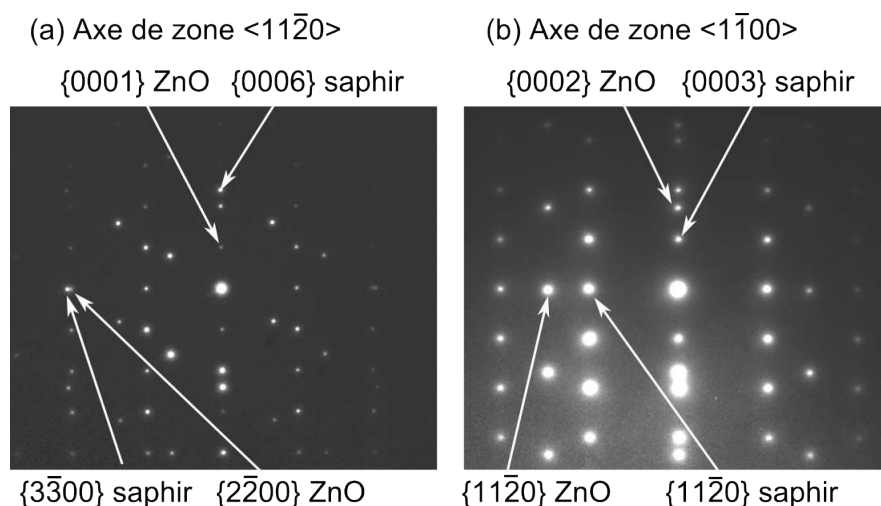 (a) Axe de zone <112̄0>
(b) Axe de zone <11̄00>
{0001} ZnO {0006} saphir
{0002} ZnO {0003} saphir
{33̄00} saphir {22̄00} ZnO
{112̄0} ZnO {112̄0} saphir